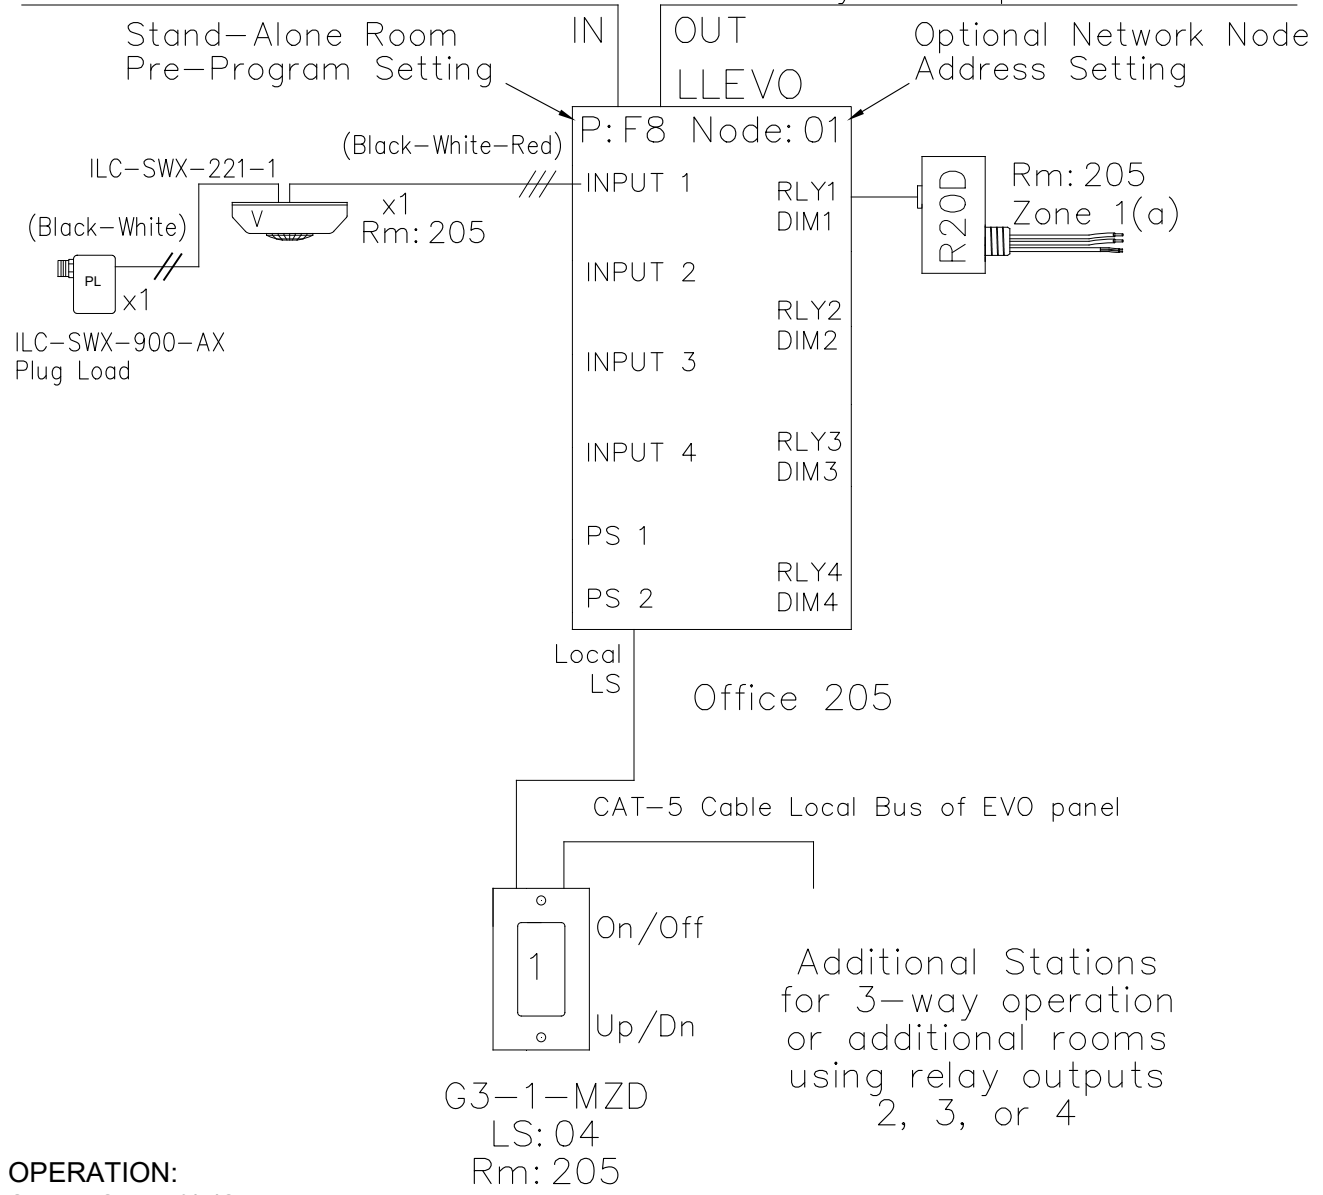 IN
OUT
Stand-Alone Room
Pre-Program Setting
Optional Network Node
Address Setting
LLEVO
P:F8 Node:01
(Black-White-Red)
ILC-SWX-221-1
INPUT 1
RLY1
DIM1
R20D
Rm:205
Zone 1(a)
V
x1
Rm:205
(Black-White)
PL
x1
ILC-SWX-900-AX
Plug Load
INPUT 2
RLY2
DIM2
INPUT 3
INPUT 4
RLY3
DIM3
PS 1
PS 2
RLY4
DIM4
Local
LS
Office 205
CAT-5 Cable Local Bus of EVO panel
On/Off
1
Up/Dn
Additional Stations
for 3-way operation
or additional rooms
using relay outputs
2, 3, or 4
G3-1-MZD
LS:04
Rm:205
OPERATION: